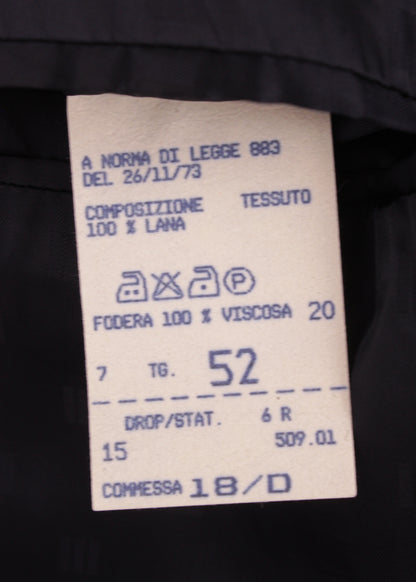 A NORMA DI LEGGE 883
DEL 26/11/73
COMPOSIZIONE TESSUTO
100 % LANA
P
FODERA 100 % VISCOSA 20
7 TG. 52
DROP/STAT. 6 R
15 509.01
COMMESSA 18/D